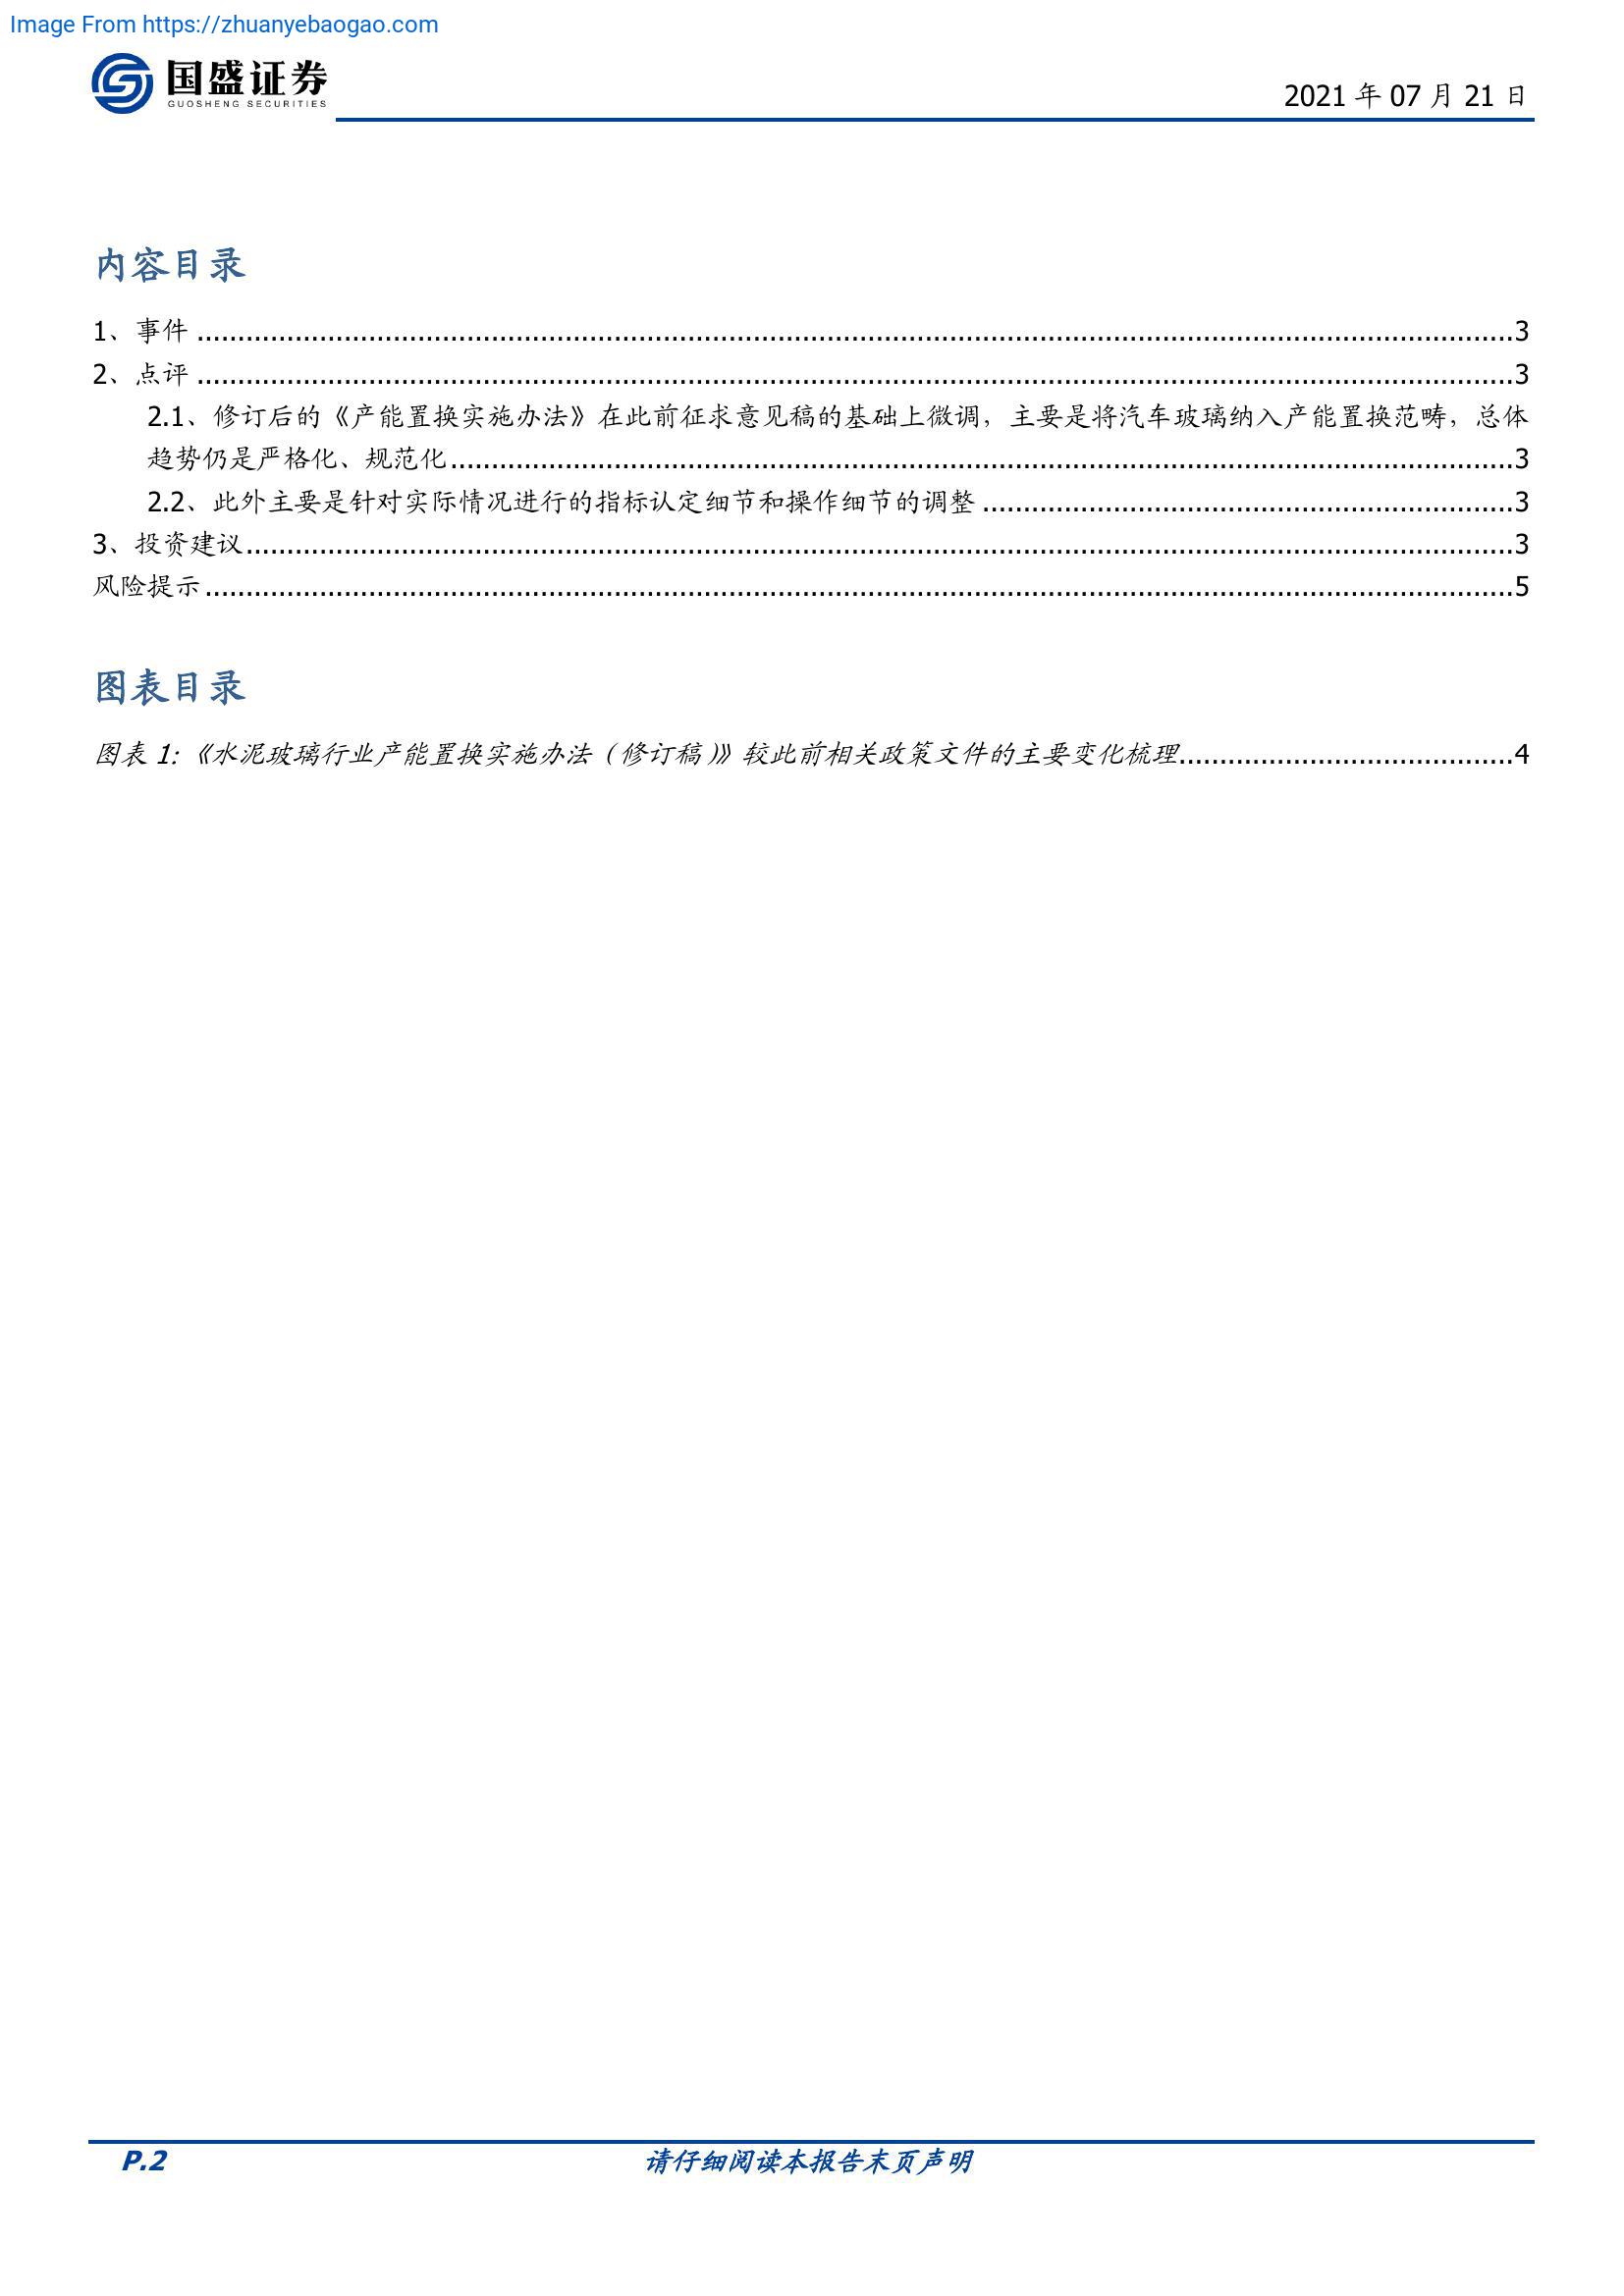 Image From https://zhuanyebaogao.com
国盛证券
GUOSHENG SECURITIES
2021 年 07 月 21 日
内容目录
1、事件 ........................................................................................................................................................3
2、点评 ........................................................................................................................................................3
2.1、修订后的《产能置换实施办法》在此前征求意见稿的基础上微调，主要是将汽车玻璃纳入产能置换范畴，总体
趋势仍是严格化、规范化........................................................................................................................3
2.2、此外主要是针对实际情况进行的指标认定细节和操作细节的调整 ................................................................3
3、投资建议..................................................................................................................................................3
风险提示 ......................................................................................................................................................5
图表目录
图表 1:《水泥玻璃行业产能置换实施办法（修订稿）》较此前相关政策文件的主要变化梳理.........................................4
P.2
请仔细阅读本报告末页声明